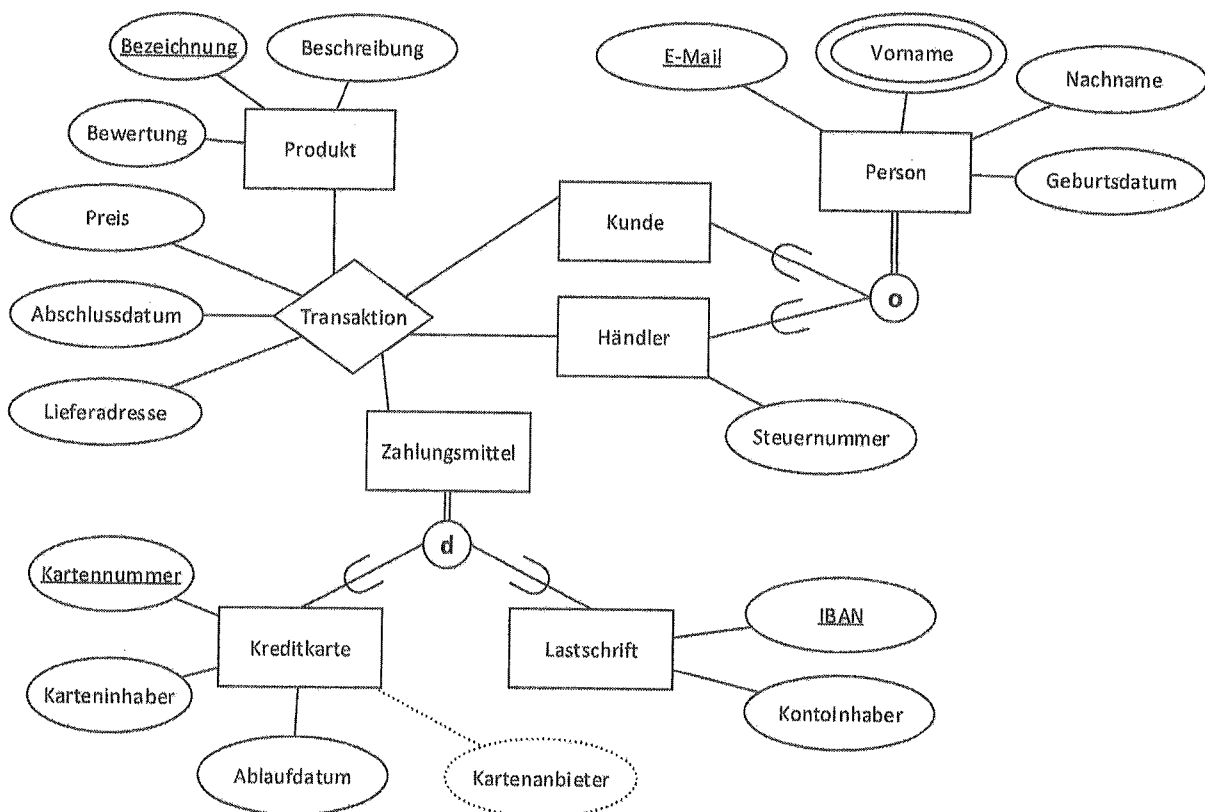 Bezeichnung
Beschreibung
Bewertung
Produkt
E-Mail
Vorname
Nachname
Person
Geburtsdatum
Preis
Kunde
Abschlussdatum
Transaktion
o
Händler
Lieferadresse
Zahlungsmittel
Steuernummer
d
Kartennummer
Kreditkarte
Lastschrift
IBAN
Karteninhaber
Kontoinhaber
Ablaufdatum
Kartenanbieter